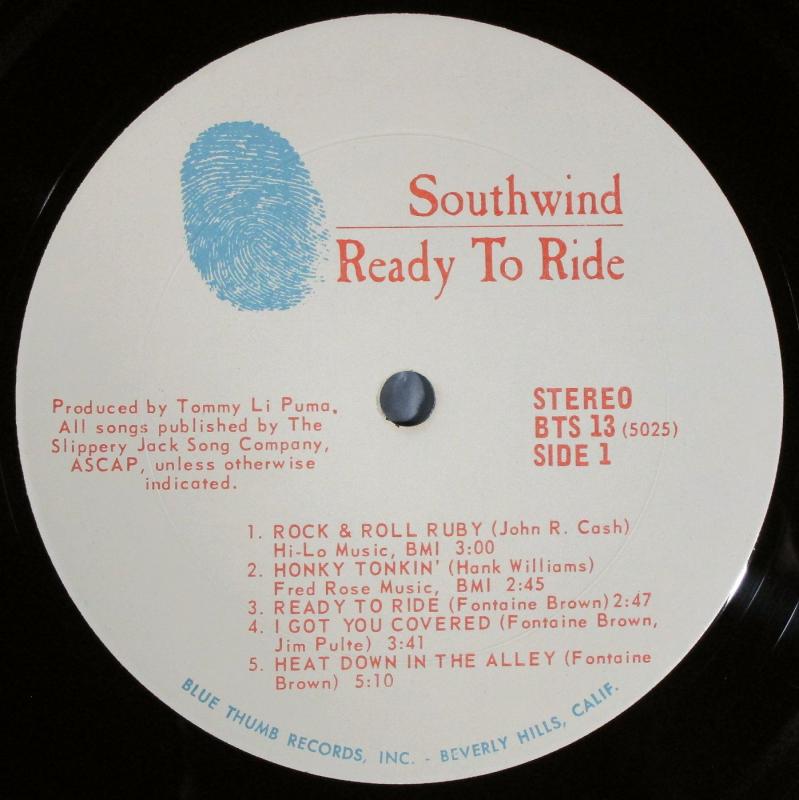 Southwind
Ready To Ride
Produced by Tommy Li Puma.
All songs published by The
Slippery Jack Song Company,
ASCAP, unless otherwise
indicated.
STEREO
BTS 13 (5025)
SIDE 1
1. ROCK & ROLL RUBY (John R. Cash)
Hi-Lo Music, BMI 3:00
2. HONKY TONKIN' (Hank Williams)
Fred Rose Music, BMI 2:45
3. READY TO RIDE (Fontaine Brown) 2:47
4. I GOT YOU COVERED (Fontaine Brown,
Jim Pulte) 3:41
5. HEAT DOWN IN THE ALLEY (Fontaine
Brown) 5:10
BLUE THUMB RECORDS, INC. - BEVERLY HILLS, CALIF.